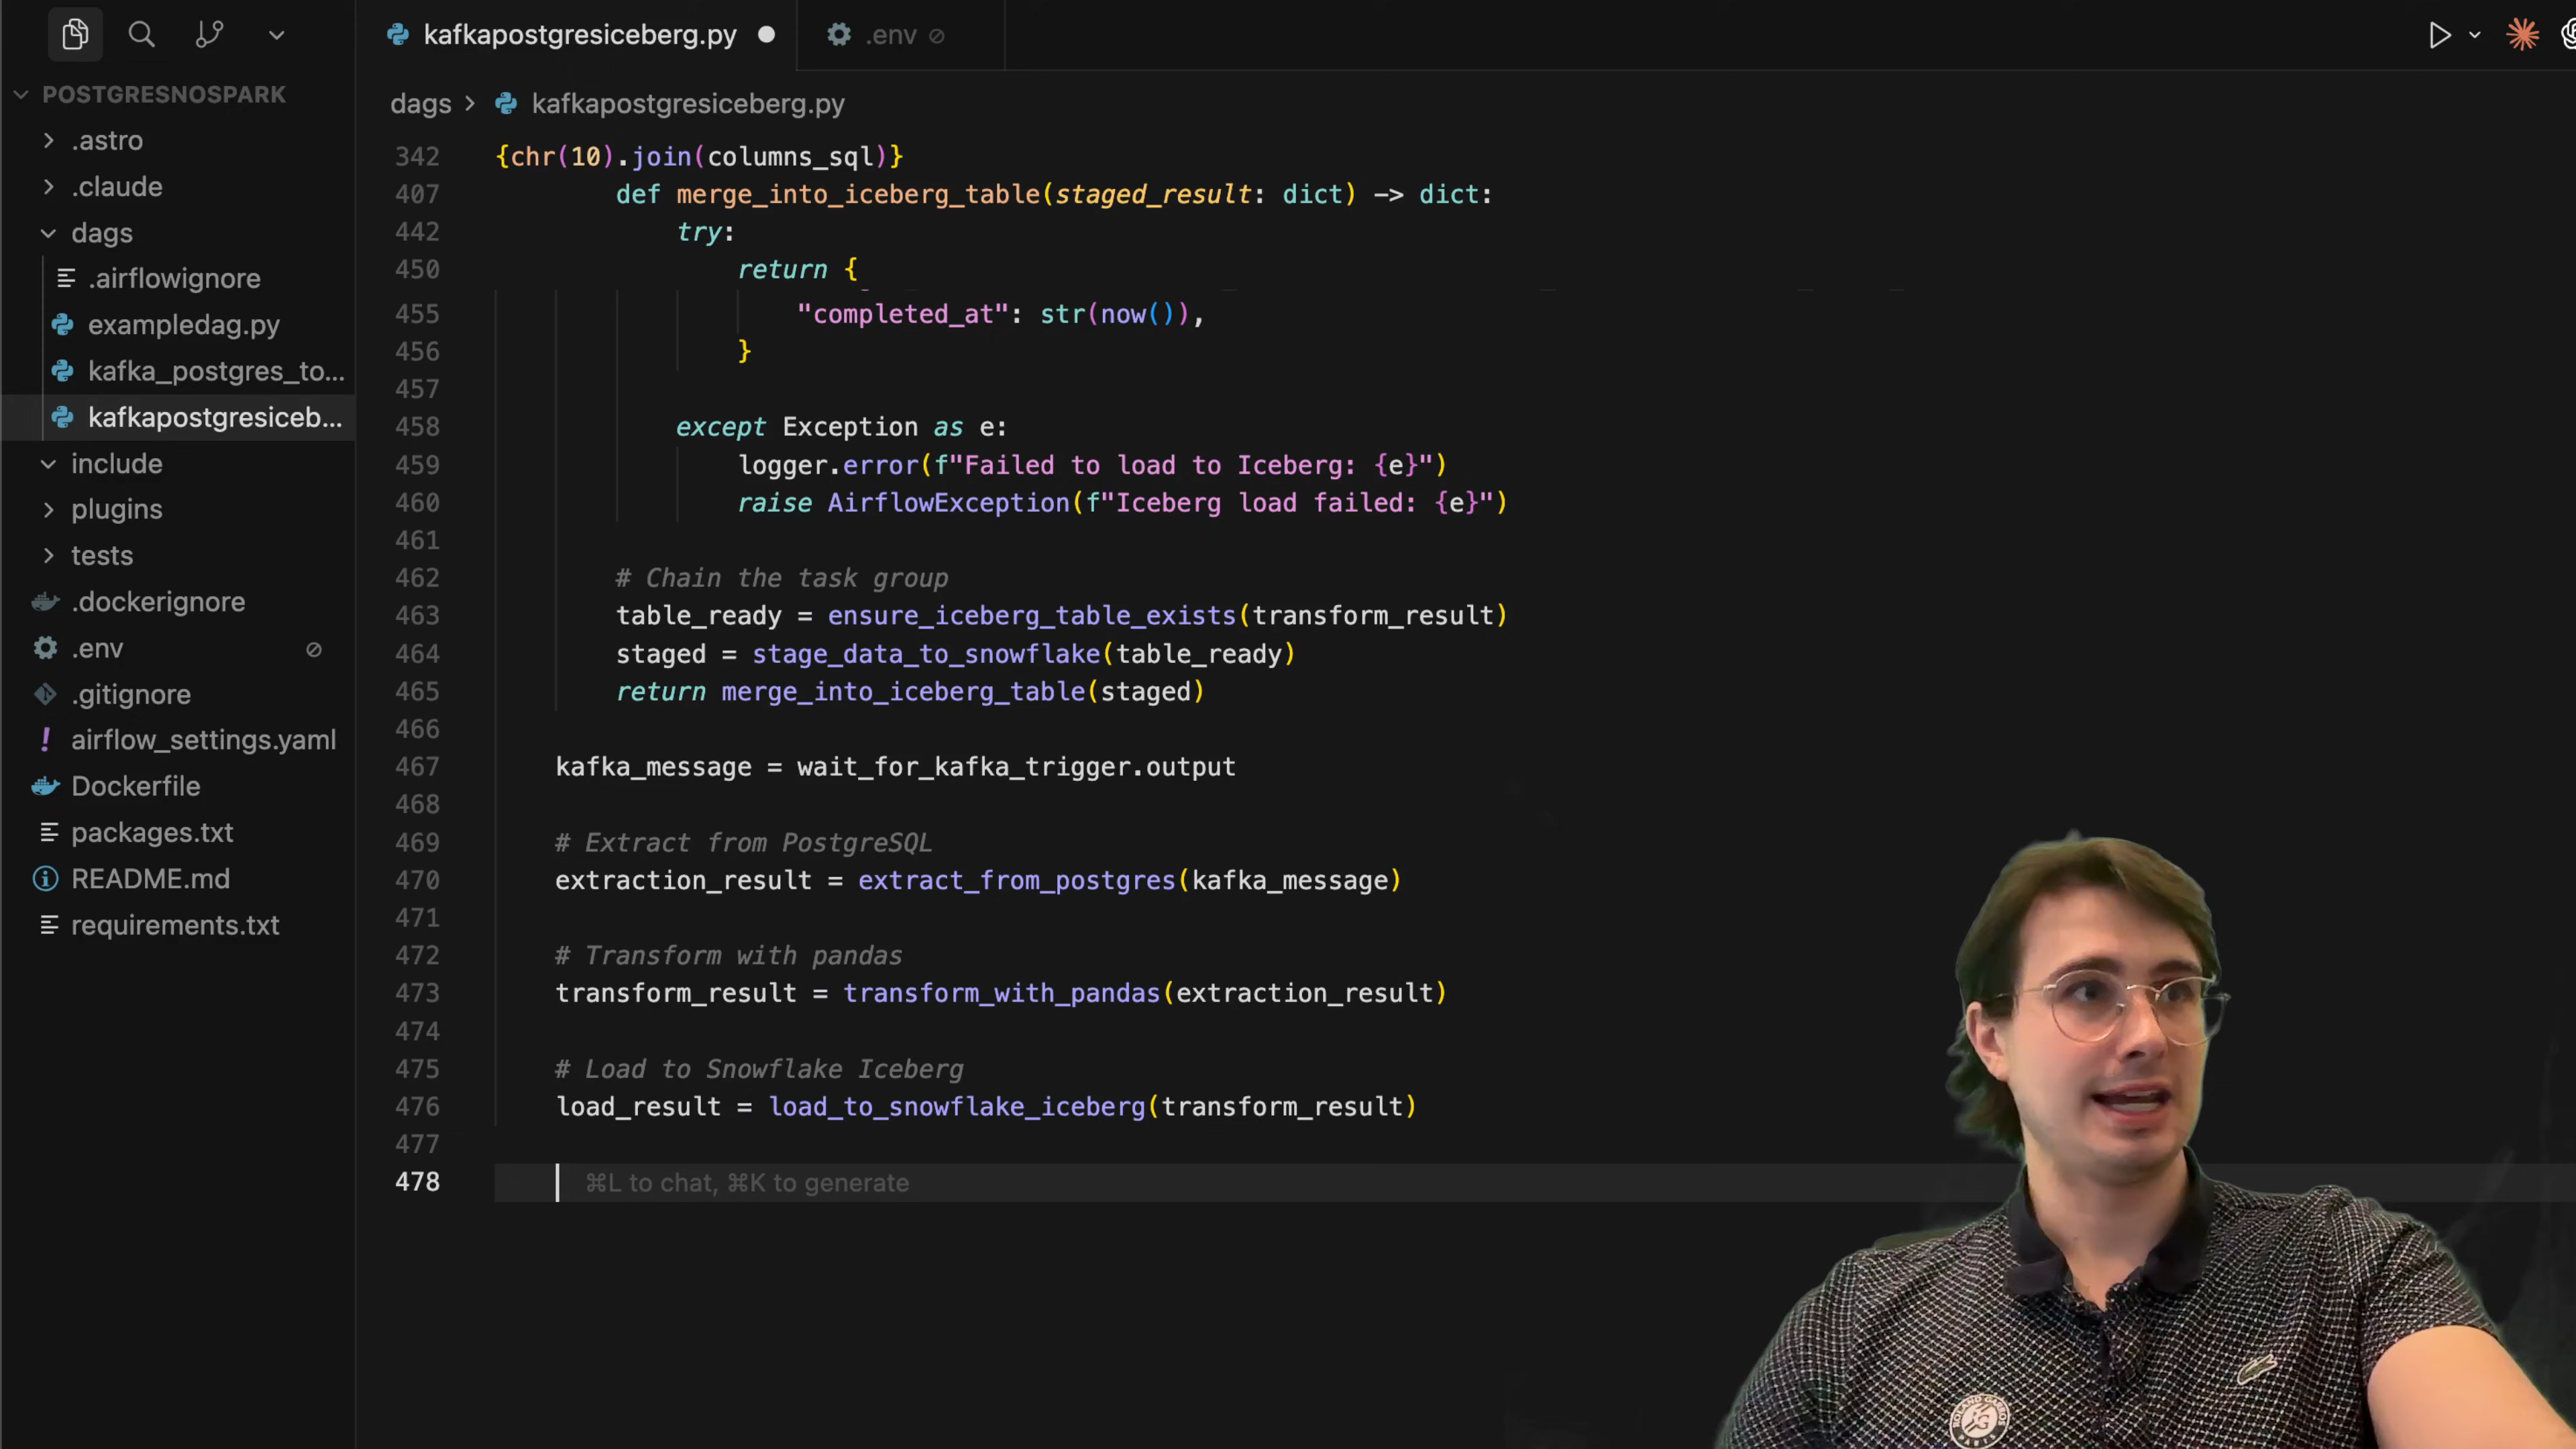 kafkapostgresiceberg.py
.env
POSTGRESNOSPARK
.astro
.claude
dags
.airflowignore
exampledag.py
kafka_postgres_to...
kafkapostgresiceb...
include
plugins
tests
.dockerignore
.env
.gitignore
! airflow_settings.yaml
Dockerfile
packages.txt
README.md
requirements.txt
dags > kafkapostgresiceberg.py
342 {chr(10).join(columns_sql)}
407 def merge_into_iceberg_table(staged_result: dict) -> dict:
442 try:
450 return {
455 "completed_at": str(now()),
456 }
457
458 except Exception as e:
459 logger.error(f"Failed to load to Iceberg: {e}")
460 raise AirflowException(f"Iceberg load failed: {e}")
461
462 # Chain the task group
463 table_ready = ensure_iceberg_table_exists(transform_result)
464 staged = stage_data_to_snowflake(table_ready)
465 return merge_into_iceberg_table(staged)
466
467 kafka_message = wait_for_kafka_trigger.output
468
469 # Extract from PostgreSQL
470 extraction_result = extract_from_postgres(kafka_message)
471
472 # Transform with pandas
473 transform_result = transform_with_pandas(extraction_result)
474
475 # Load to Snowflake Iceberg
476 load_result = load_to_snowflake_iceberg(transform_result)
477
478 ⌘L to chat, ⌘K to generate
ROLAND GARROS
PARIS